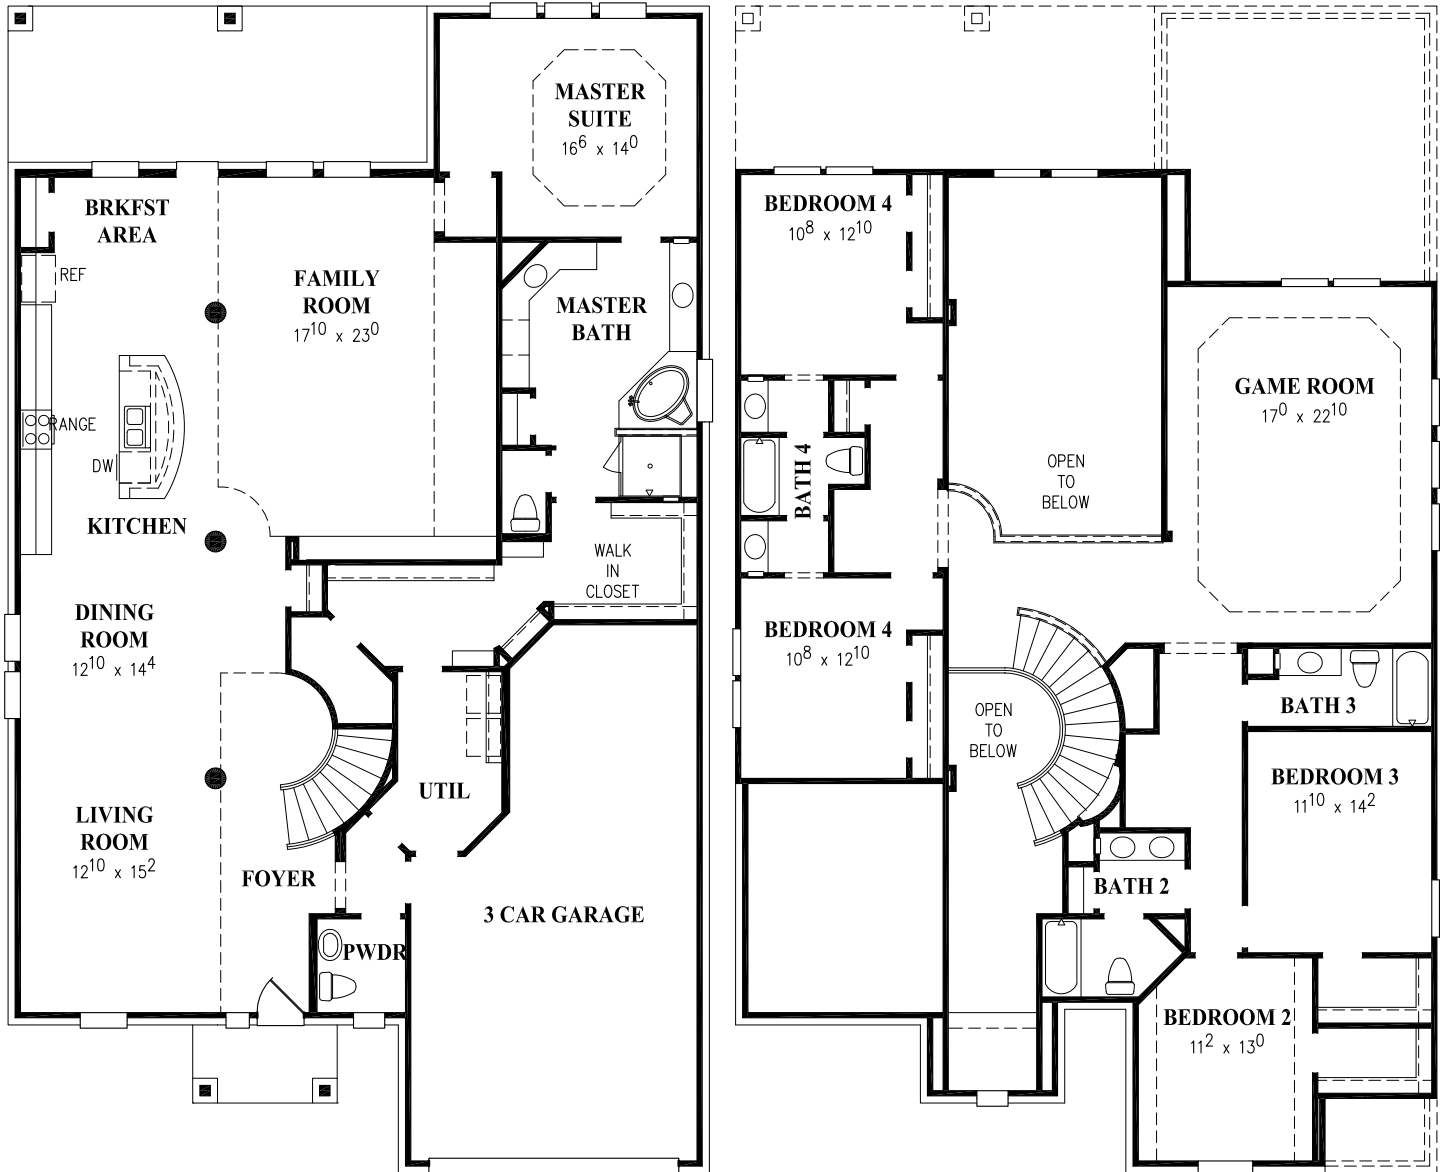 MASTER
SUITE
16⁶ x 14⁰
BRKFST
AREA
REF
FAMILY
ROOM
17¹⁰ x 23⁰
MASTER
BATH
RANGE
DW
KITCHEN
WALK
IN
CLOSET
DINING
ROOM
12¹⁰ x 14⁴
UTIL
LIVING
ROOM
12¹⁰ x 15²
FOYER
3 CAR GARAGE
PWDR
BEDROOM 4
10⁸ x 12¹⁰
GAME ROOM
17⁰ x 22¹⁰
OPEN
TO
BELOW
BATH 4
BEDROOM 4
10⁸ x 12¹⁰
OPEN
TO
BELOW
BATH 3
BEDROOM 3
11¹⁰ x 14²
BATH 2
BEDROOM 2
11² x 13⁰